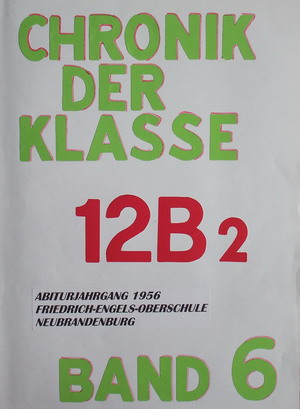 CHRONIK
DER
KLASSE
12B2
ABITURJAHRGANG 1956
FRIEDRICH-ENGELS-OBERSCHULE
NEUBRANDENBURG
BAND 6